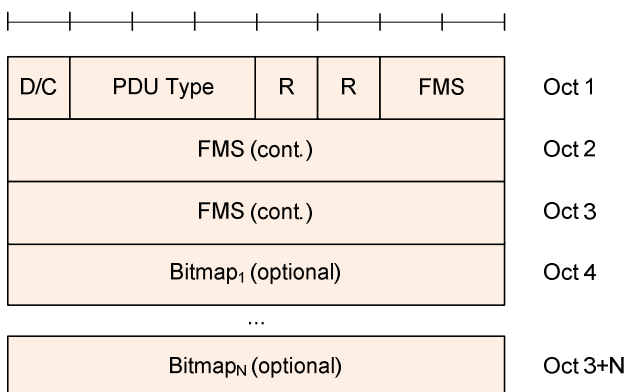 D/C PDU Type R R FMS Oct 1
FMS (cont.) Oct 2
FMS (cont.) Oct 3
Bitmap₁ (optional) Oct 4
...
Bitmap_N (optional) Oct 3+N